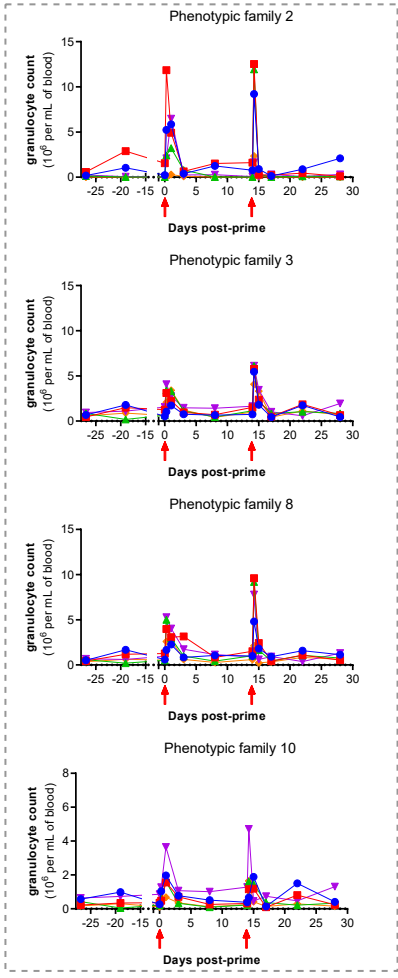 Phenotypic family 2
granulocyte count
(10⁶ per mL of blood)
15
10
5
0
-25 -20 -15 0 5 10 15 20 25 30
Days post-prime
Phenotypic family 3
granulocyte count
(10⁶ per mL of blood)
15
10
5
0
-25 -20 -15 0 5 10 15 20 25 30
Days post-prime
Phenotypic family 8
granulocyte count
(10⁶ per mL of blood)
15
10
5
0
-25 -20 -15 0 5 10 15 20 25 30
Days post-prime
Phenotypic family 10
granulocyte count
(10⁶ per mL of blood)
8
6
4
2
0
-25 -20 -15 0 5 10 15 20 25 30
Days post-prime